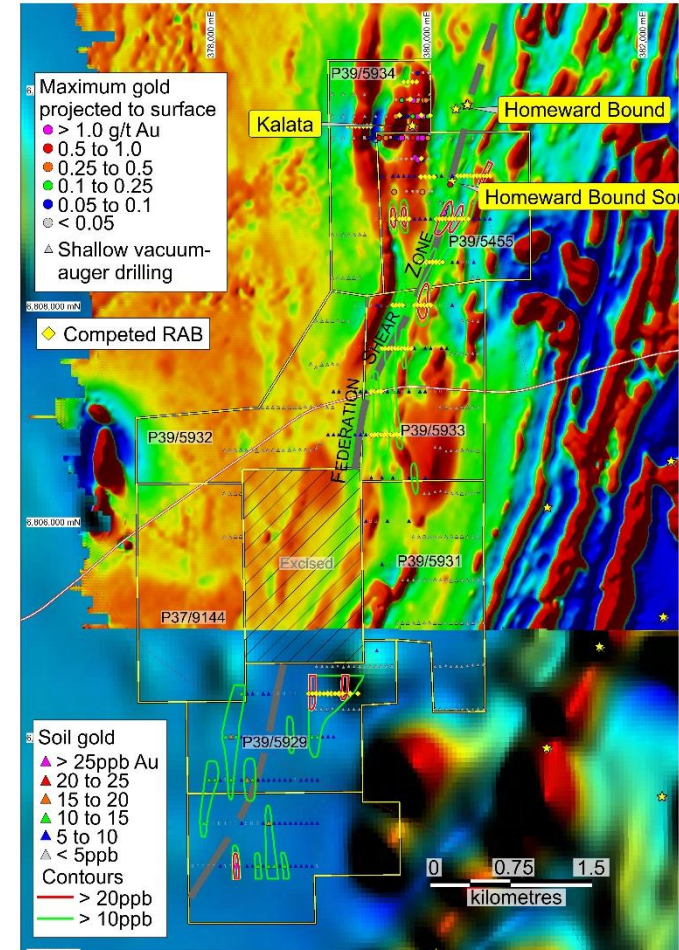 378,000 mE
380,000 mE
382,000 mE
P39/5934
Maximum gold
projected to surface
> 1.0 g/t Au
0.5 to 1.0
0.25 to 0.5
0.1 to 0.25
0.05 to 0.1
< 0.05
Shallow vacuum-
auger drilling
Kalata
Homeward Bound
Homeward Bound Sou
P39/5455
6,808,000 mN
Competed RAB
FEDERATION SHEAR ZONE
P39/5932
P39/5933
6,806,000 mN
Excised
P39/5931
P37/9144
Soil gold
> 25ppb Au
20 to 25
15 to 20
10 to 15
5 to 10
< 5ppb
Contours
> 20ppb
> 10ppb
P39/5929
0 0.75 1.5
kilometres